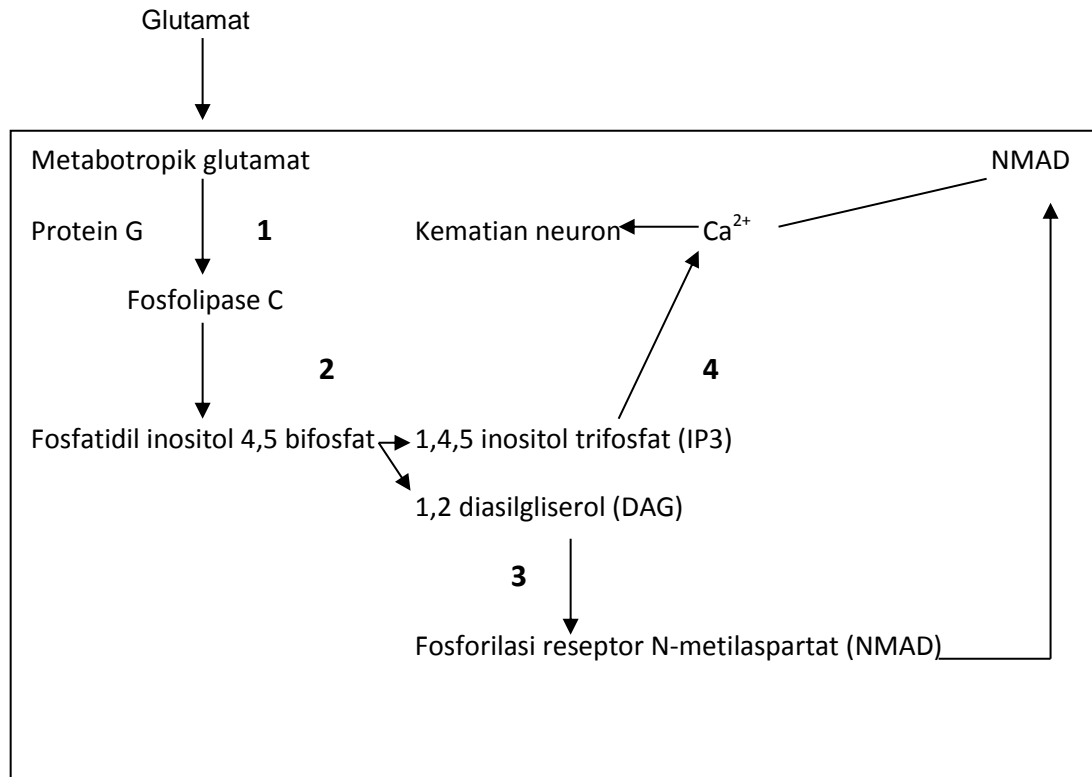 Glutamat
Metabotropik glutamat
NMAD
Protein G
1
Kematian neuron
Ca²⁺
Fosfolipase C
2
4
Fosfatidil inositol 4,5 bifosfat
1,4,5 inositol trifosfat (IP3)
1,2 diasilgliserol (DAG)
3
Fosforilasi reseptor N-metilaspartat (NMAD)